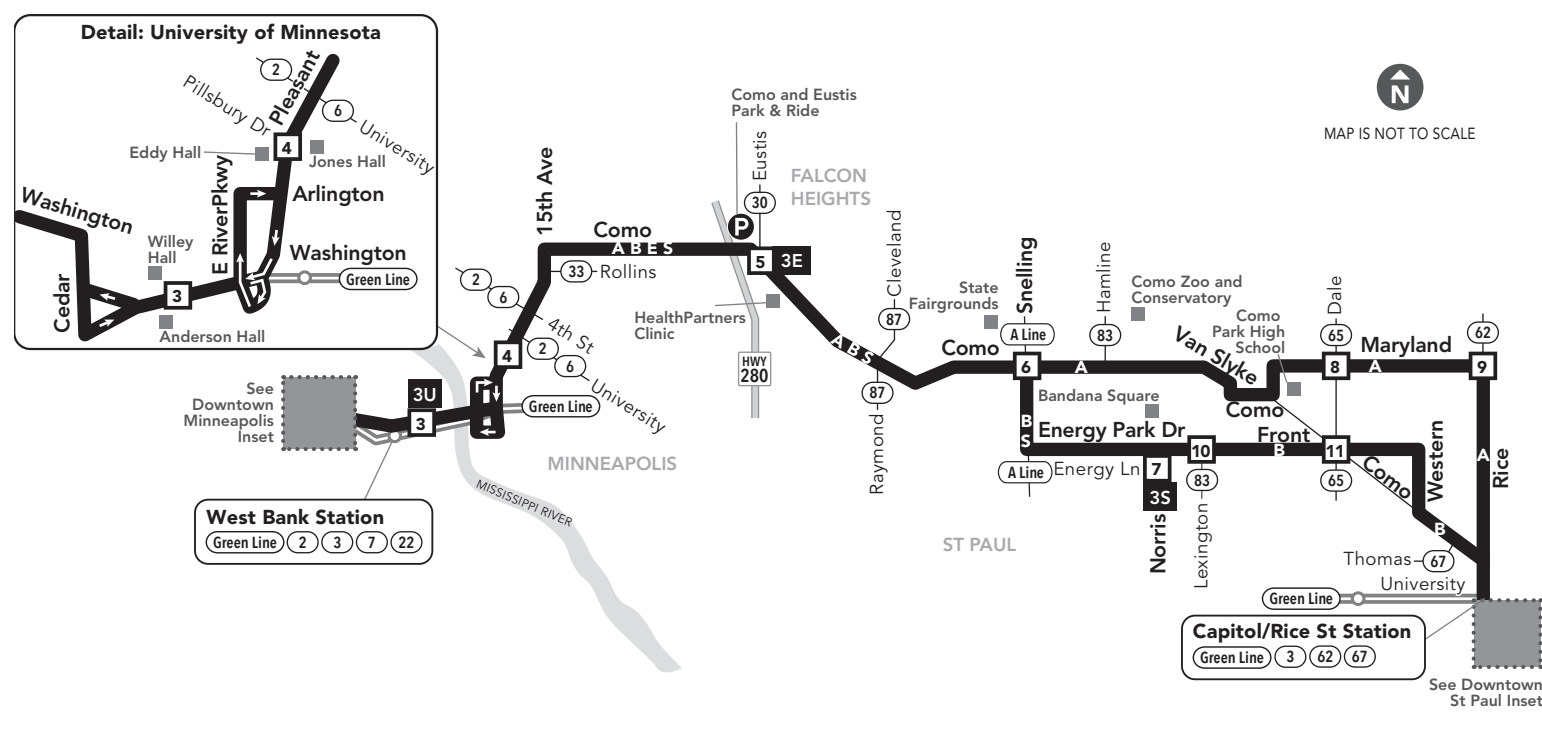 Detail: University of Minnesota
2
6
University
Pillsbury Dr
Pleasant
4
Eddy Hall
Jones Hall
E RiverPkwy
Arlington
Washington
Willey
Hall
Washington
Green Line
3
Cedar
Anderson Hall
Como and Eustis
Park & Ride
Eustis
30
FALCON
HEIGHTS
N
MAP IS NOT TO SCALE
15th Ave
Como
A B E S
P
5
3E
33
Rollins
2
6
4th St
HealthPartners
Clinic
HWY
280
A B S
Cleveland
87
87
Raymond
4
2
6
University
Green Line
See
Downtown
Minneapolis
Inset
3U
3
MINNEAPOLIS
MISSISSIPPI RIVER
West Bank Station
Green Line
2
3
7
22
State
Fairgrounds
Snelling
A Line
Como
6
Hamline
83
A
Como Zoo and
Conservatory
Van Slyke
Como
Park High
School
Como
Dale
65
8
Maryland
A
62
9
Bandana Square
B
S
Energy Park Dr
A Line
Energy Ln
7
3S
Norris
10
83
Lexington
Front
B
11
65
Como
Western
B
A
Rice
ST PAUL
Thomas
67
University
Green Line
Capitol/Rice St Station
Green Line
3
62
67
See Downtown
St Paul Inset